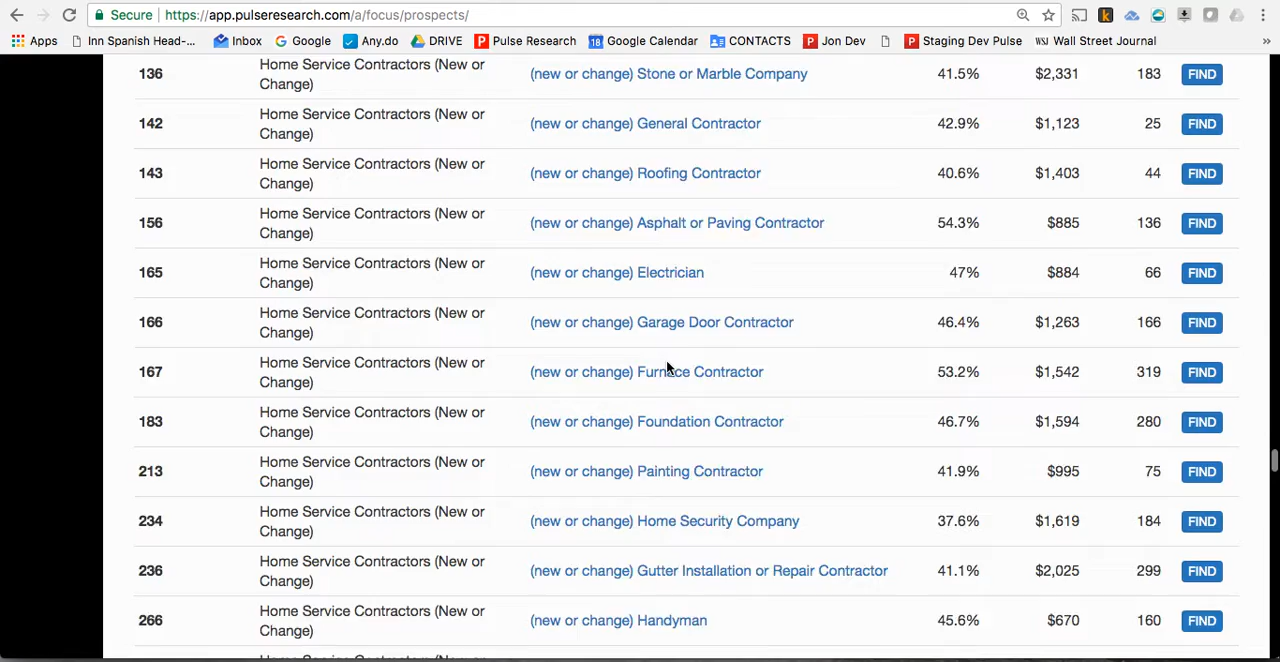 Secure | https://app.pulseresearch.com/a/focus/prospects/
Apps Inn Spanish Head-... Inbox Google Any.do DRIVE Pulse Research 18 Google Calendar CONTACTS Jon Dev Staging Dev Pulse WSJ Wall Street Journal »
136 Home Service Contractors (New or (new or change) Stone or Marble Company 41.5% $2,331 183 FIND
Change)
142 Home Service Contractors (New or (new or change) General Contractor 42.9% $1,123 25 FIND
Change)
143 Home Service Contractors (New or (new or change) Roofing Contractor 40.6% $1,403 44 FIND
Change)
156 Home Service Contractors (New or (new or change) Asphalt or Paving Contractor 54.3% $885 136 FIND
Change)
165 Home Service Contractors (New or (new or change) Electrician 47% $884 66 FIND
Change)
166 Home Service Contractors (New or (new or change) Garage Door Contractor 46.4% $1,263 166 FIND
Change)
167 Home Service Contractors (New or (new or change) Furnace Contractor 53.2% $1,542 319 FIND
Change)
183 Home Service Contractors (New or (new or change) Foundation Contractor 46.7% $1,594 280 FIND
Change)
213 Home Service Contractors (New or (new or change) Painting Contractor 41.9% $995 75 FIND
Change)
234 Home Service Contractors (New or (new or change) Home Security Company 37.6% $1,619 184 FIND
Change)
236 Home Service Contractors (New or (new or change) Gutter Installation or Repair Contractor 41.1% $2,025 299 FIND
Change)
266 Home Service Contractors (New or (new or change) Handyman 45.6% $670 160 FIND
Change)